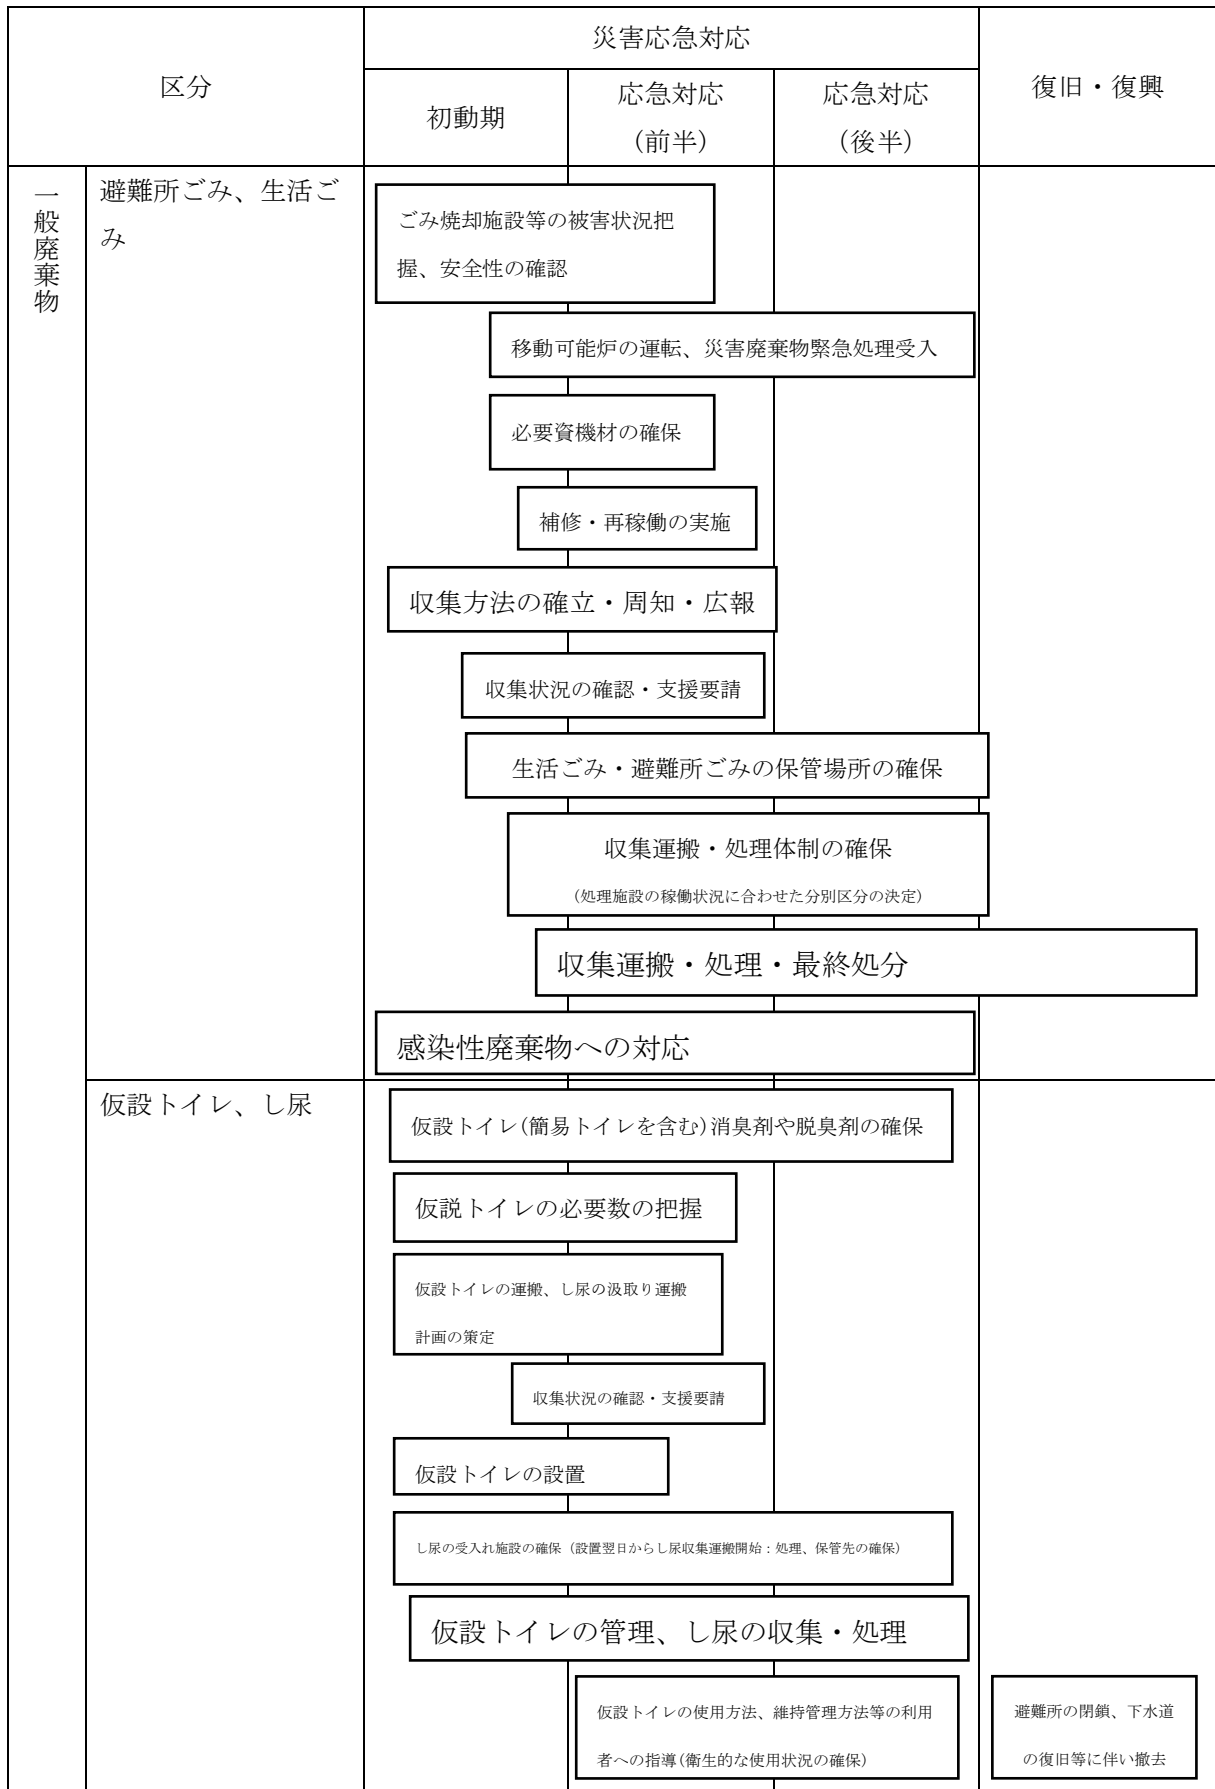 区分
災害応急対応
復旧・復興
初動期
応急対応
(前半)
応急対応
(後半)
一般廃棄物
避難所ごみ、生活ご
み
ごみ焼却施設等の被害状況把
握、安全性の確認
移動可能炉の運転、災害廃棄物緊急処理受入
必要資機材の確保
補修・再稼働の実施
収集方法の確立・周知・広報
収集状況の確認・支援要請
生活ごみ・避難所ごみの保管場所の確保
収集運搬・処理体制の確保
(処理施設の稼働状況に合わせた分別区分の決定)
収集運搬・処理・最終処分
感染性廃棄物への対応
仮設トイレ、し尿
仮設トイレ(簡易トイレを含む)消臭剤や脱臭剤の確保
仮説トイレの必要数の把握
仮設トイレの運搬、し尿の汲取り運搬
計画の策定
収集状況の確認・支援要請
仮設トイレの設置
し尿の受入れ施設の確保（設置翌日からし尿収集運搬開始：処理、保管先の確保）
仮設トイレの管理、し尿の収集・処理
仮設トイレの使用方法、維持管理方法等の利用
者への指導(衛生的な使用状況の確保)
避難所の閉鎖、下水道
の復旧等に伴い撤去